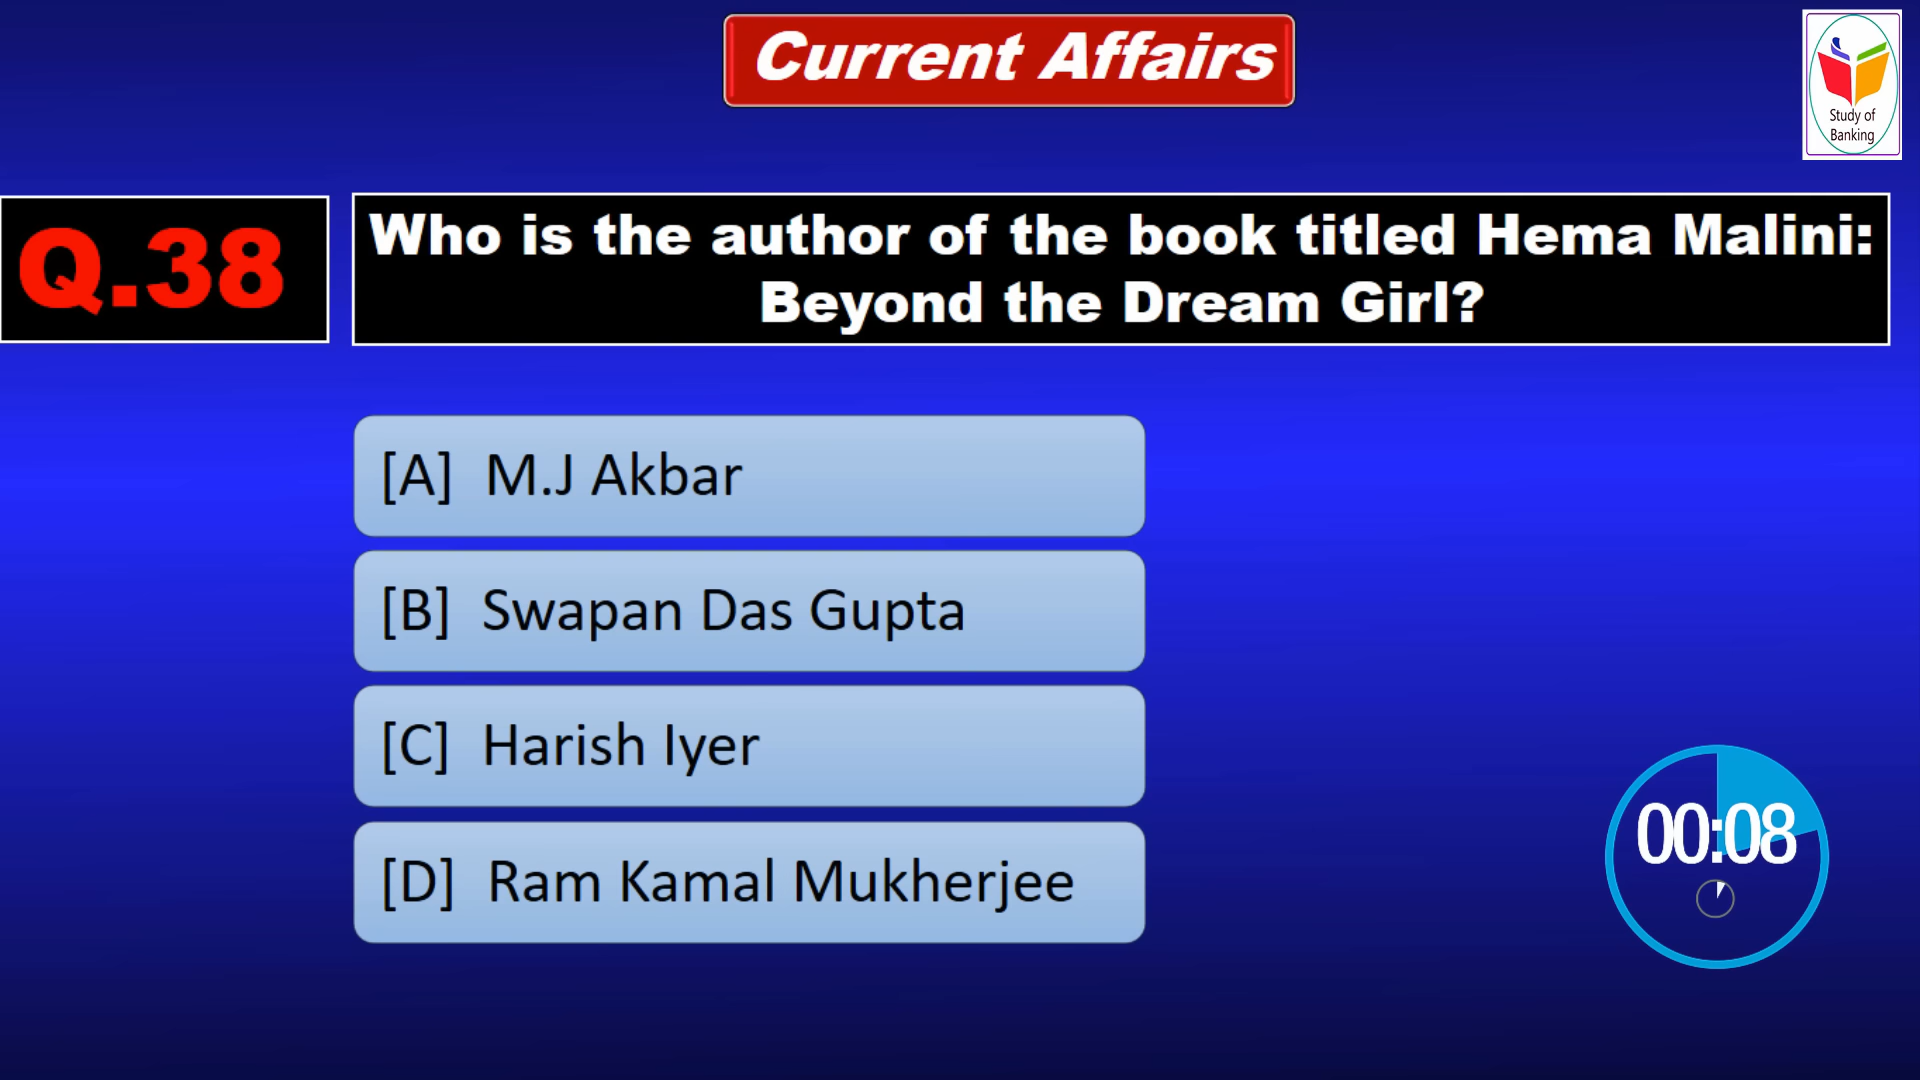 Current Affairs
Study of
Banking
Q.38
Who is the author of the book titled Hema Malini:
Beyond the Dream Girl?
[A] M.J Akbar
[B] Swapan Das Gupta
[C] Harish Iyer
[D] Ram Kamal Mukherjee
00:08